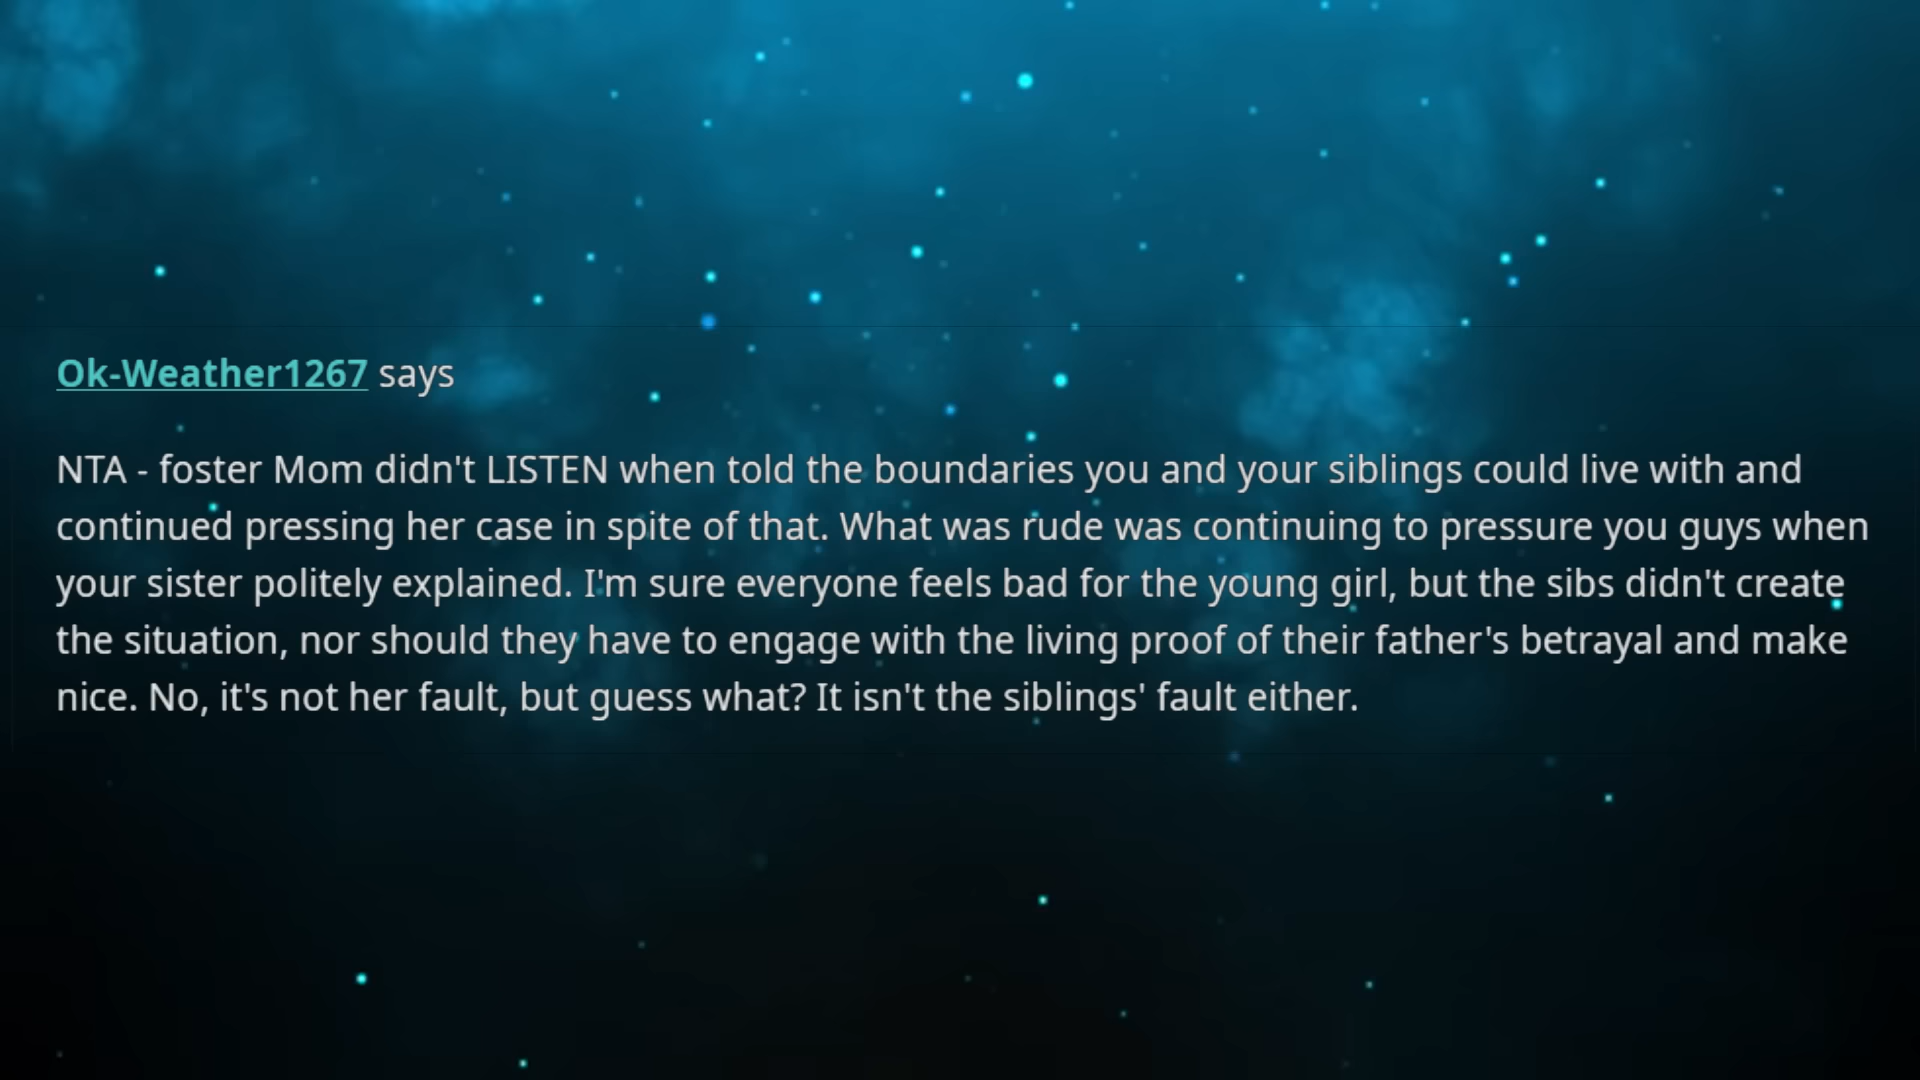 Ok-Weather1267 says
NTA - foster Mom didn't LISTEN when told the boundaries you and your siblings could live with and
continued pressing her case in spite of that. What was rude was continuing to pressure you guys when
your sister politely explained. I'm sure everyone feels bad for the young girl, but the sibs didn't create
the situation, nor should they have to engage with the living proof of their father's betrayal and make
nice. No, it's not her fault, but guess what? It isn't the siblings' fault either.